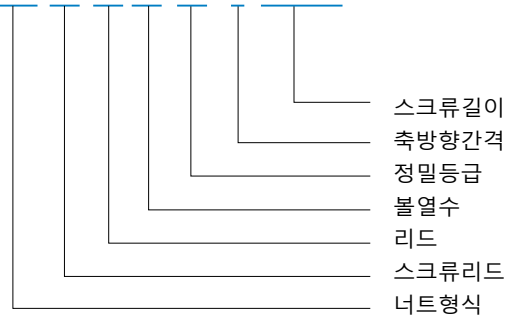 스크류길이
축방향간격
정밀등급
볼열수
리드
스크류리드
너트형식